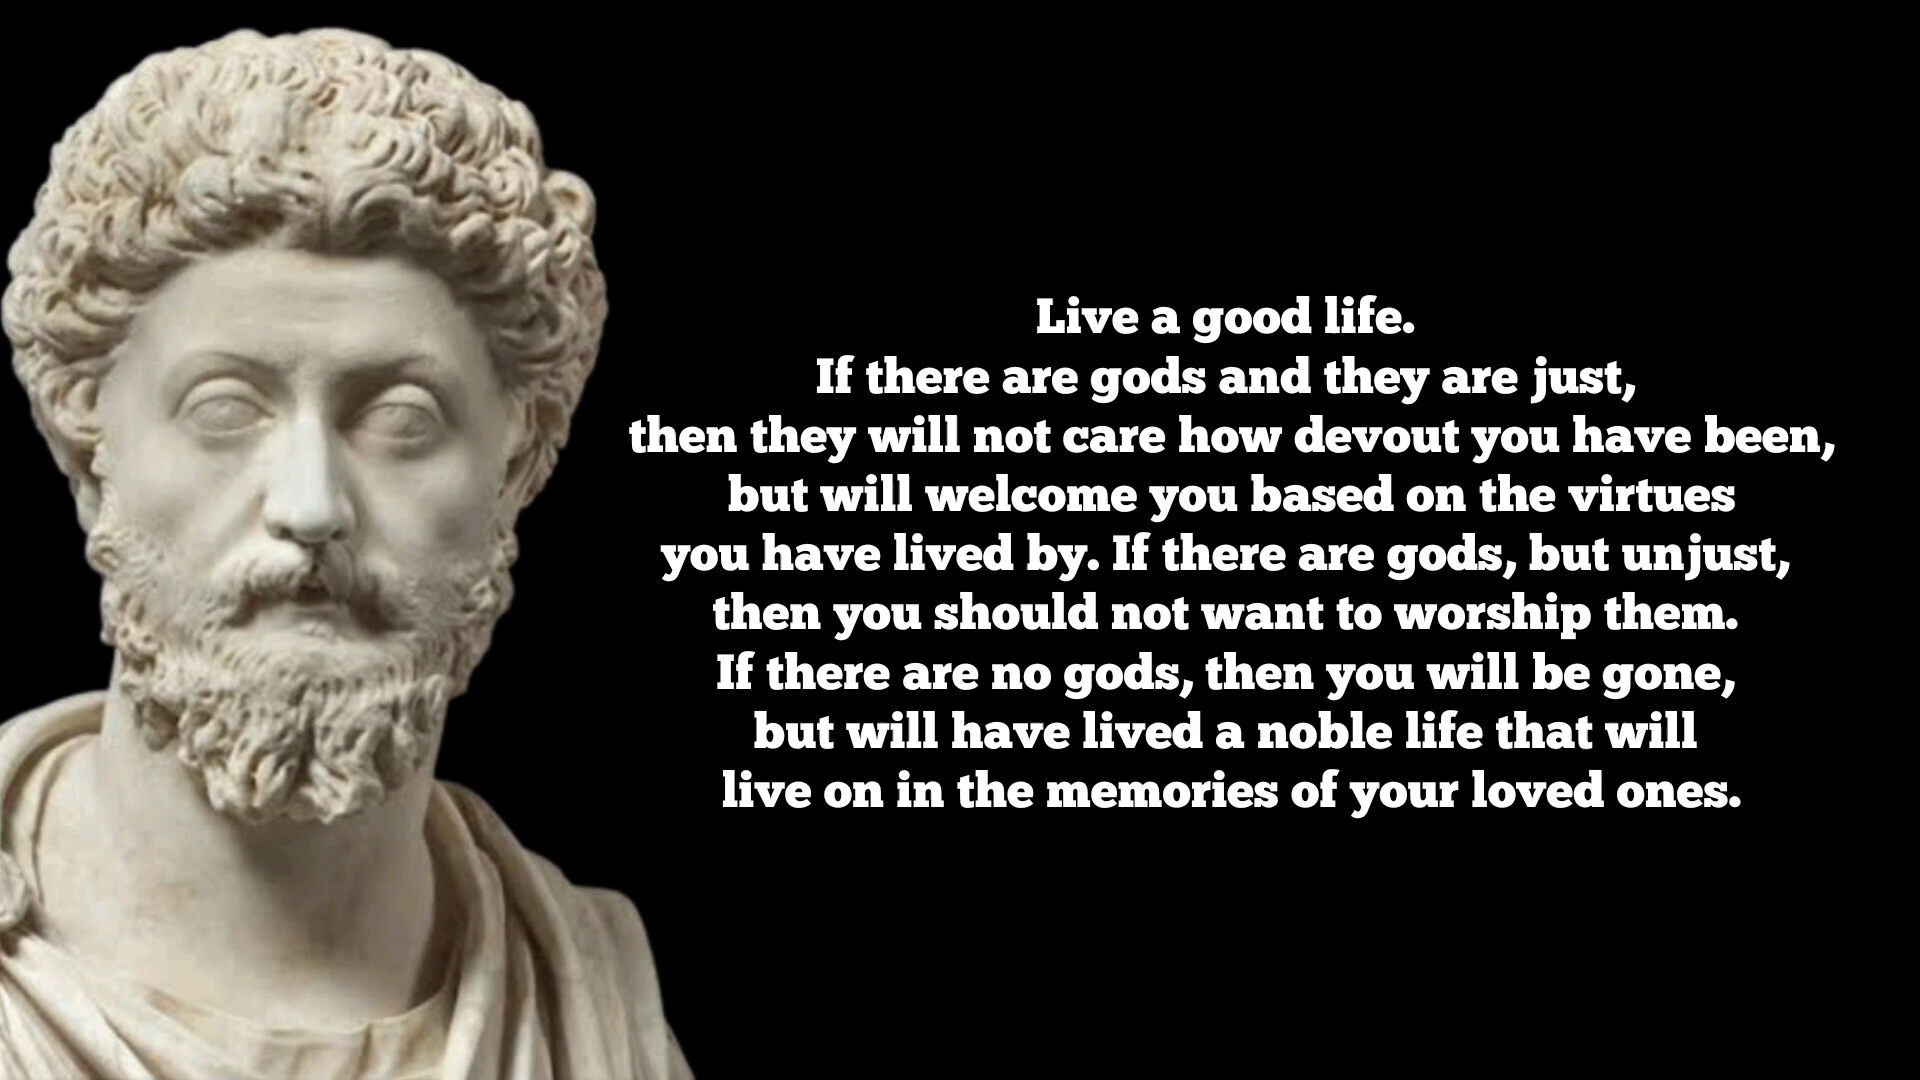 Live a good life.
If there are gods and they are just,
then they will not care how devout you have been,
but will welcome you based on the virtues
you have lived by. If there are gods, but unjust,
then you should not want to worship them.
If there are no gods, then you will be gone,
but will have lived a noble life that will
live on in the memories of your loved ones.